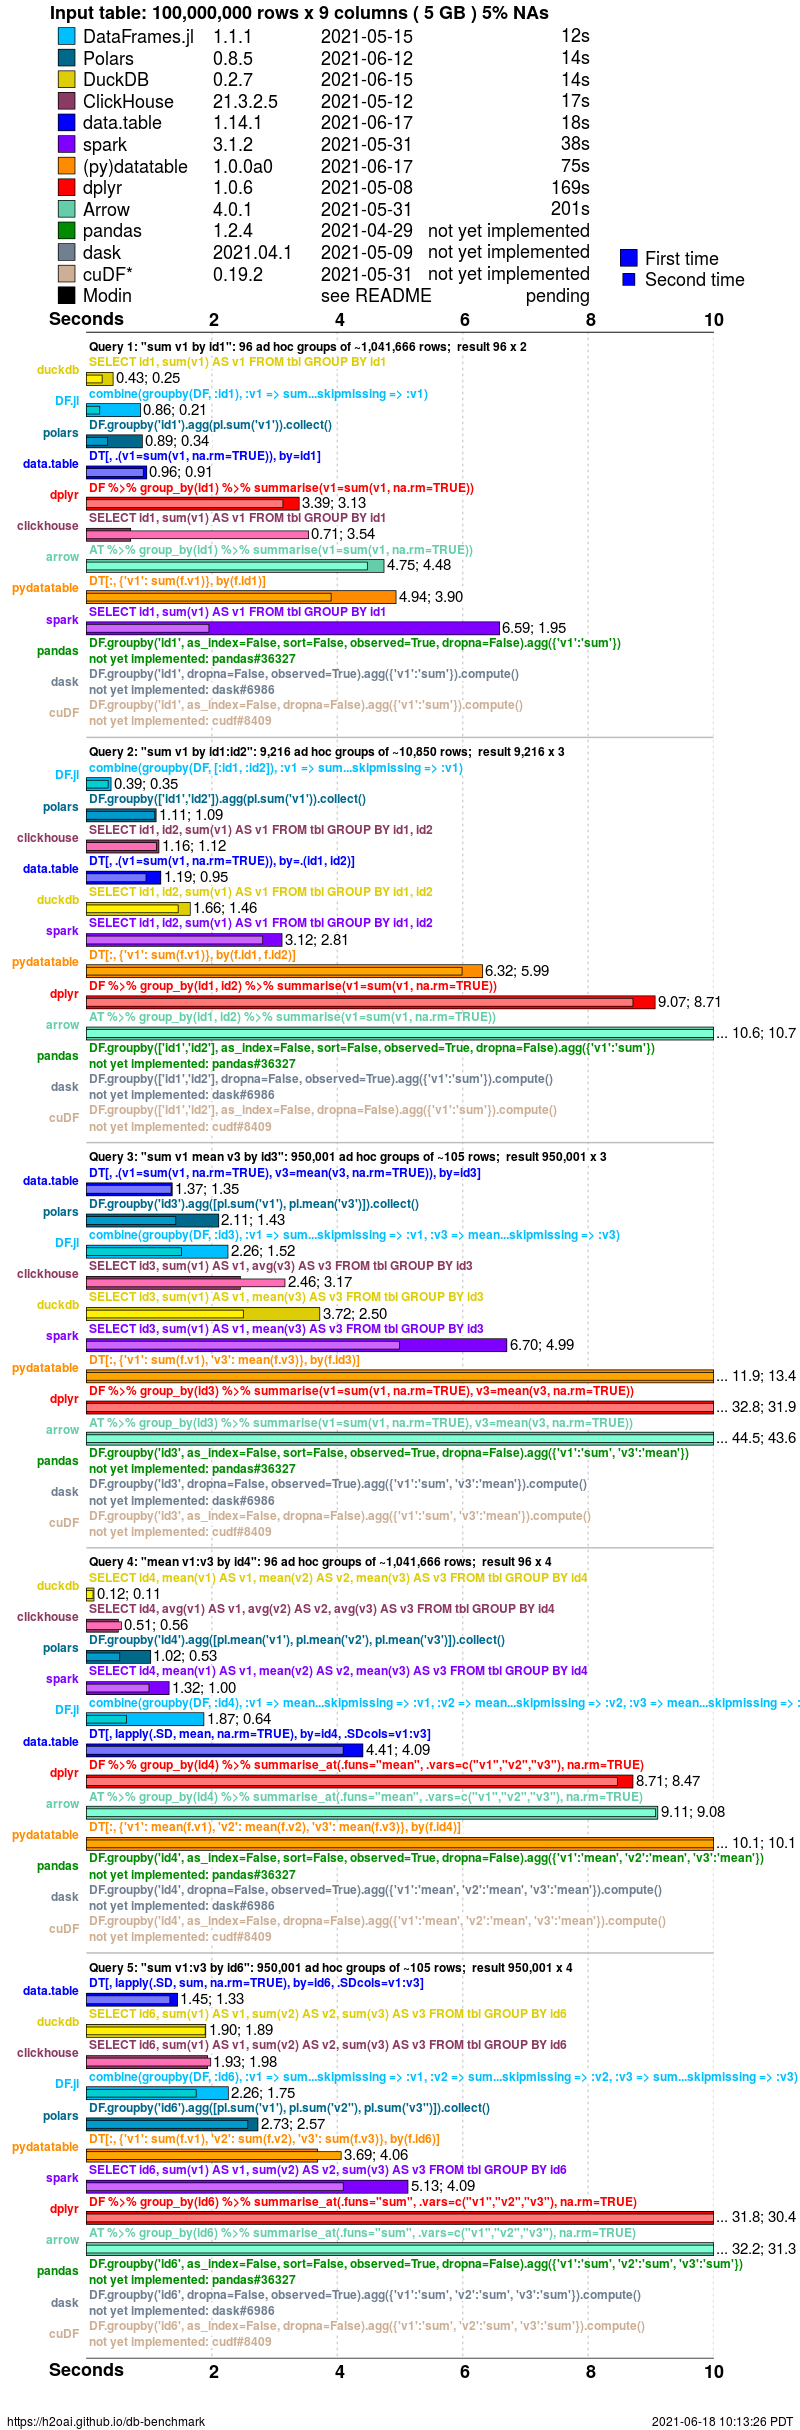 Input table: 100,000,000 rows x 9 columns ( 5 GB ) 5% NAs
DataFrames.jl 1.1.1 2021-05-15 12s
Polars 0.8.5 2021-06-12 14s
DuckDB 0.2.7 2021-06-15 14s
ClickHouse 21.3.2.5 2021-05-12 17s
data.table 1.14.1 2021-06-17 18s
spark 3.1.2 2021-05-31 38s
(py)datatable 1.0.0a0 2021-06-17 75s
dplyr 1.0.6 2021-05-08 169s
Arrow 4.0.1 2021-05-31 201s
pandas 1.2.4 2021-04-29 not yet implemented
dask 2021.04.1 2021-05-09 not yet implemented
cuDF* 0.19.2 2021-05-31 not yet implemented
Modin see README pending
First time
Second time
Seconds 2 4 6 8 10
Query 1: "sum v1 by id1": 96 ad hoc groups of ~1,041,666 rows;  result 96 x 2
SELECT id1, sum(v1) AS v1 FROM tbl GROUP BY id1
duckdb 0.43; 0.25
combine(groupby(DF, :id1), :v1 => sum...skipmissing => :v1)
DF.jl 0.86; 0.21
DF.groupby('id1').agg(pl.sum('v1')).collect()
polars 0.89; 0.34
DT[, .(v1=sum(v1, na.rm=TRUE)), by=id1]
data.table 0.96; 0.91
DF %>% group_by(id1) %>% summarise(v1=sum(v1, na.rm=TRUE))
dplyr 3.39; 3.13
SELECT id1, sum(v1) AS v1 FROM tbl GROUP BY id1
clickhouse 0.71; 3.54
AT %>% group_by(id1) %>% summarise(v1=sum(v1, na.rm=TRUE))
arrow 4.75; 4.48
DT[:, {'v1': sum(f.v1)}, by(f.id1)]
pydatatable 4.94; 3.90
SELECT id1, sum(v1) AS v1 FROM tbl GROUP BY id1
spark 6.59; 1.95
DF.groupby('id1', as_index=False, sort=False, observed=True, dropna=False).agg({'v1':'sum'})
pandas not yet implemented: pandas#36327
DF.groupby('id1', dropna=False, observed=True).agg({'v1':'sum'}).compute()
dask not yet implemented: dask#6986
DF.groupby('id1', as_index=False, dropna=False).agg({'v1':'sum'}).compute()
cuDF not yet implemented: cudf#8409
Query 2: "sum v1 by id1:id2": 9,216 ad hoc groups of ~10,850 rows;  result 9,216 x 3
combine(groupby(DF, [:id1, :id2]), :v1 => sum...skipmissing => :v1)
DF.jl 0.39; 0.35
DF.groupby(['id1','id2']).agg(pl.sum('v1')).collect()
polars 1.11; 1.09
SELECT id1, id2, sum(v1) AS v1 FROM tbl GROUP BY id1, id2
clickhouse 1.16; 1.12
DT[, .(v1=sum(v1, na.rm=TRUE)), by=.(id1, id2)]
data.table 1.19; 0.95
SELECT id1, id2, sum(v1) AS v1 FROM tbl GROUP BY id1, id2
duckdb 1.66; 1.46
SELECT id1, id2, sum(v1) AS v1 FROM tbl GROUP BY id1, id2
spark 3.12; 2.81
DT[:, {'v1': sum(f.v1)}, by(f.id1, f.id2)]
pydatatable 6.32; 5.99
DF %>% group_by(id1, id2) %>% summarise(v1=sum(v1, na.rm=TRUE))
dplyr 9.07; 8.71
AT %>% group_by(id1, id2) %>% summarise(v1=sum(v1, na.rm=TRUE))
arrow ... 10.6; 10.7
DF.groupby(['id1','id2'], as_index=False, sort=False, observed=True, dropna=False).agg({'v1':'sum'})
pandas not yet implemented: pandas#36327
DF.groupby(['id1','id2'], dropna=False, observed=True).agg({'v1':'sum'}).compute()
dask not yet implemented: dask#6986
DF.groupby(['id1','id2'], as_index=False, dropna=False).agg({'v1':'sum'}).compute()
cuDF not yet implemented: cudf#8409
Query 3: "sum v1 mean v3 by id3": 950,001 ad hoc groups of ~105 rows;  result 950,001 x 3
DT[, .(v1=sum(v1, na.rm=TRUE), v3=mean(v3, na.rm=TRUE)), by=id3]
data.table 1.37; 1.35
DF.groupby('id3').agg([pl.sum('v1'), pl.mean('v3')]).collect()
polars 2.11; 1.43
combine(groupby(DF, :id3), :v1 => sum...skipmissing => :v1, :v3 => mean...skipmissing => :v3)
DF.jl 2.26; 1.52
SELECT id3, sum(v1) AS v1, avg(v3) AS v3 FROM tbl GROUP BY id3
clickhouse 2.46; 3.17
SELECT id3, sum(v1) AS v1, mean(v3) AS v3 FROM tbl GROUP BY id3
duckdb 3.72; 2.50
SELECT id3, sum(v1) AS v1, mean(v3) AS v3 FROM tbl GROUP BY id3
spark 6.70; 4.99
DT[:, {'v1': sum(f.v1), 'v3': mean(f.v3)}, by(f.id3)]
pydatatable ... 11.9; 13.4
DF %>% group_by(id3) %>% summarise(v1=sum(v1, na.rm=TRUE), v3=mean(v3, na.rm=TRUE))
dplyr ... 32.8; 31.9
AT %>% group_by(id3) %>% summarise(v1=sum(v1, na.rm=TRUE), v3=mean(v3, na.rm=TRUE))
arrow ... 44.5; 43.6
DF.groupby('id3', as_index=False, sort=False, observed=True, dropna=False).agg({'v1':'sum', 'v3':'mean'})
pandas not yet implemented: pandas#36327
DF.groupby('id3', dropna=False, observed=True).agg({'v1':'sum', 'v3':'mean'}).compute()
dask not yet implemented: dask#6986
DF.groupby('id3', as_index=False, dropna=False).agg({'v1':'sum', 'v3':'mean'}).compute()
cuDF not yet implemented: cudf#8409
Query 4: "mean v1:v3 by id4": 96 ad hoc groups of ~1,041,666 rows;  result 96 x 4
SELECT id4, mean(v1) AS v1, mean(v2) AS v2, mean(v3) AS v3 FROM tbl GROUP BY id4
duckdb 0.12; 0.11
SELECT id4, avg(v1) AS v1, avg(v2) AS v2, avg(v3) AS v3 FROM tbl GROUP BY id4
clickhouse 0.51; 0.56
DF.groupby('id4').agg([pl.mean('v1'), pl.mean('v2'), pl.mean('v3')]).collect()
polars 1.02; 0.53
SELECT id4, mean(v1) AS v1, mean(v2) AS v2, mean(v3) AS v3 FROM tbl GROUP BY id4
spark 1.32; 1.00
combine(groupby(DF, :id4), :v1 => mean...skipmissing => :v1, :v2 => mean...skipmissing => :v2, :v3 => mean...skipmissing => :
DF.jl 1.87; 0.64
DT[, lapply(.SD, mean, na.rm=TRUE), by=id4, .SDcols=v1:v3]
data.table 4.41; 4.09
DF %>% group_by(id4) %>% summarise_at(.funs="mean", .vars=c("v1","v2","v3"), na.rm=TRUE)
dplyr 8.71; 8.47
AT %>% group_by(id4) %>% summarise_at(.funs="mean", .vars=c("v1","v2","v3"), na.rm=TRUE)
arrow 9.11; 9.08
DT[:, {'v1': mean(f.v1), 'v2': mean(f.v2), 'v3': mean(f.v3)}, by(f.id4)]
pydatatable ... 10.1; 10.1
DF.groupby('id4', as_index=False, sort=False, observed=True, dropna=False).agg({'v1':'mean', 'v2':'mean', 'v3':'mean'})
pandas not yet implemented: pandas#36327
DF.groupby('id4', dropna=False, observed=True).agg({'v1':'mean', 'v2':'mean', 'v3':'mean'}).compute()
dask not yet implemented: dask#6986
DF.groupby('id4', as_index=False, dropna=False).agg({'v1':'mean', 'v2':'mean', 'v3':'mean'}).compute()
cuDF not yet implemented: cudf#8409
Query 5: "sum v1:v3 by id6": 950,001 ad hoc groups of ~105 rows;  result 950,001 x 4
DT[, lapply(.SD, sum, na.rm=TRUE), by=id6, .SDcols=v1:v3]
data.table 1.45; 1.33
SELECT id6, sum(v1) AS v1, sum(v2) AS v2, sum(v3) AS v3 FROM tbl GROUP BY id6
duckdb 1.90; 1.89
SELECT id6, sum(v1) AS v1, sum(v2) AS v2, sum(v3) AS v3 FROM tbl GROUP BY id6
clickhouse 1.93; 1.98
combine(groupby(DF, :id6), :v1 => sum...skipmissing => :v1, :v2 => sum...skipmissing => :v2, :v3 => sum...skipmissing => :v3)
DF.jl 2.26; 1.75
DF.groupby('id6').agg([pl.sum('v1'), pl.sum('v2"), pl.sum('v3")]).collect()
polars 2.73; 2.57
DT[:, {'v1': sum(f.v1), 'v2': sum(f.v2), 'v3': sum(f.v3)}, by(f.id6)]
pydatatable 3.69; 4.06
SELECT id6, sum(v1) AS v1, sum(v2) AS v2, sum(v3) AS v3 FROM tbl GROUP BY id6
spark 5.13; 4.09
DF %>% group_by(id6) %>% summarise_at(.funs="sum", .vars=c("v1","v2","v3"), na.rm=TRUE)
dplyr ... 31.8; 30.4
AT %>% group_by(id6) %>% summarise_at(.funs="sum", .vars=c("v1","v2","v3"), na.rm=TRUE)
arrow ... 32.2; 31.3
DF.groupby('id6', as_index=False, sort=False, observed=True, dropna=False).agg({'v1':'sum', 'v2':'sum', 'v3':'sum'})
pandas not yet implemented: pandas#36327
DF.groupby('id6', dropna=False, observed=True).agg({'v1':'sum', 'v2':'sum', 'v3':'sum'}).compute()
dask not yet implemented: dask#6986
DF.groupby('id6', as_index=False, dropna=False).agg({'v1':'sum', 'v2':'sum', 'v3':'sum'}).compute()
cuDF not yet implemented: cudf#8409
Seconds 2 4 6 8 10
https://h2oai.github.io/db-benchmark 2021-06-18 10:13:26 PDT